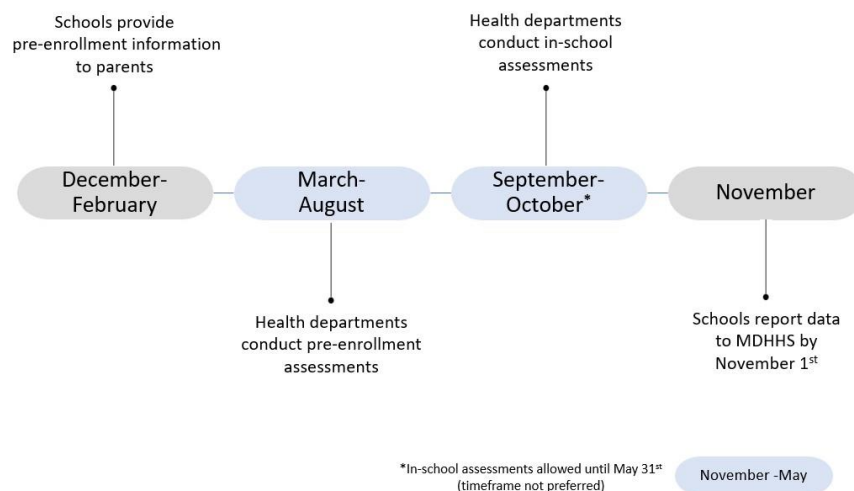 Schools provide
pre-enrollment information
to parents
Health departments
conduct in-school
assessments
December-
February
March-
August
September-
October*
November
Health departments
conduct pre-enrollment
assessments
Schools report data
to MDHHS by
November 1st
*In-school assessments allowed until May 31st
(timeframe not preferred)
November -May